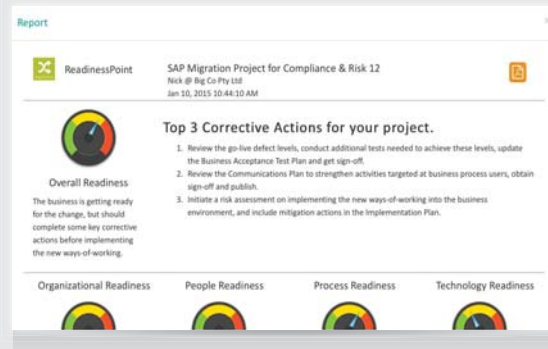 Report
ReadinessPoint
SAP Migration Project for Compliance & Risk 12
Nick @ Big Co Pty Ltd
Jan 10, 2015 10:44:10 AM
Top 3 Corrective Actions for your project.
1. Review the go-live defect levels, conduct additional tests needed to achieve these levels, update
the Business Acceptance Test Plan and get sign-off.
2. Review the Communications Plan to strengthen activities targeted at business process users, obtain
sign-off and publish.
3. Initiate a risk assessment on implementing the new ways-of-working into the business
environment, and include mitigation actions in the Implementation Plan.
Overall Readiness
The business is getting ready
for the change, but should
complete some key corrective
actions before implementing
the new ways-of-working.
Organizational Readiness
People Readiness
Process Readiness
Technology Readiness